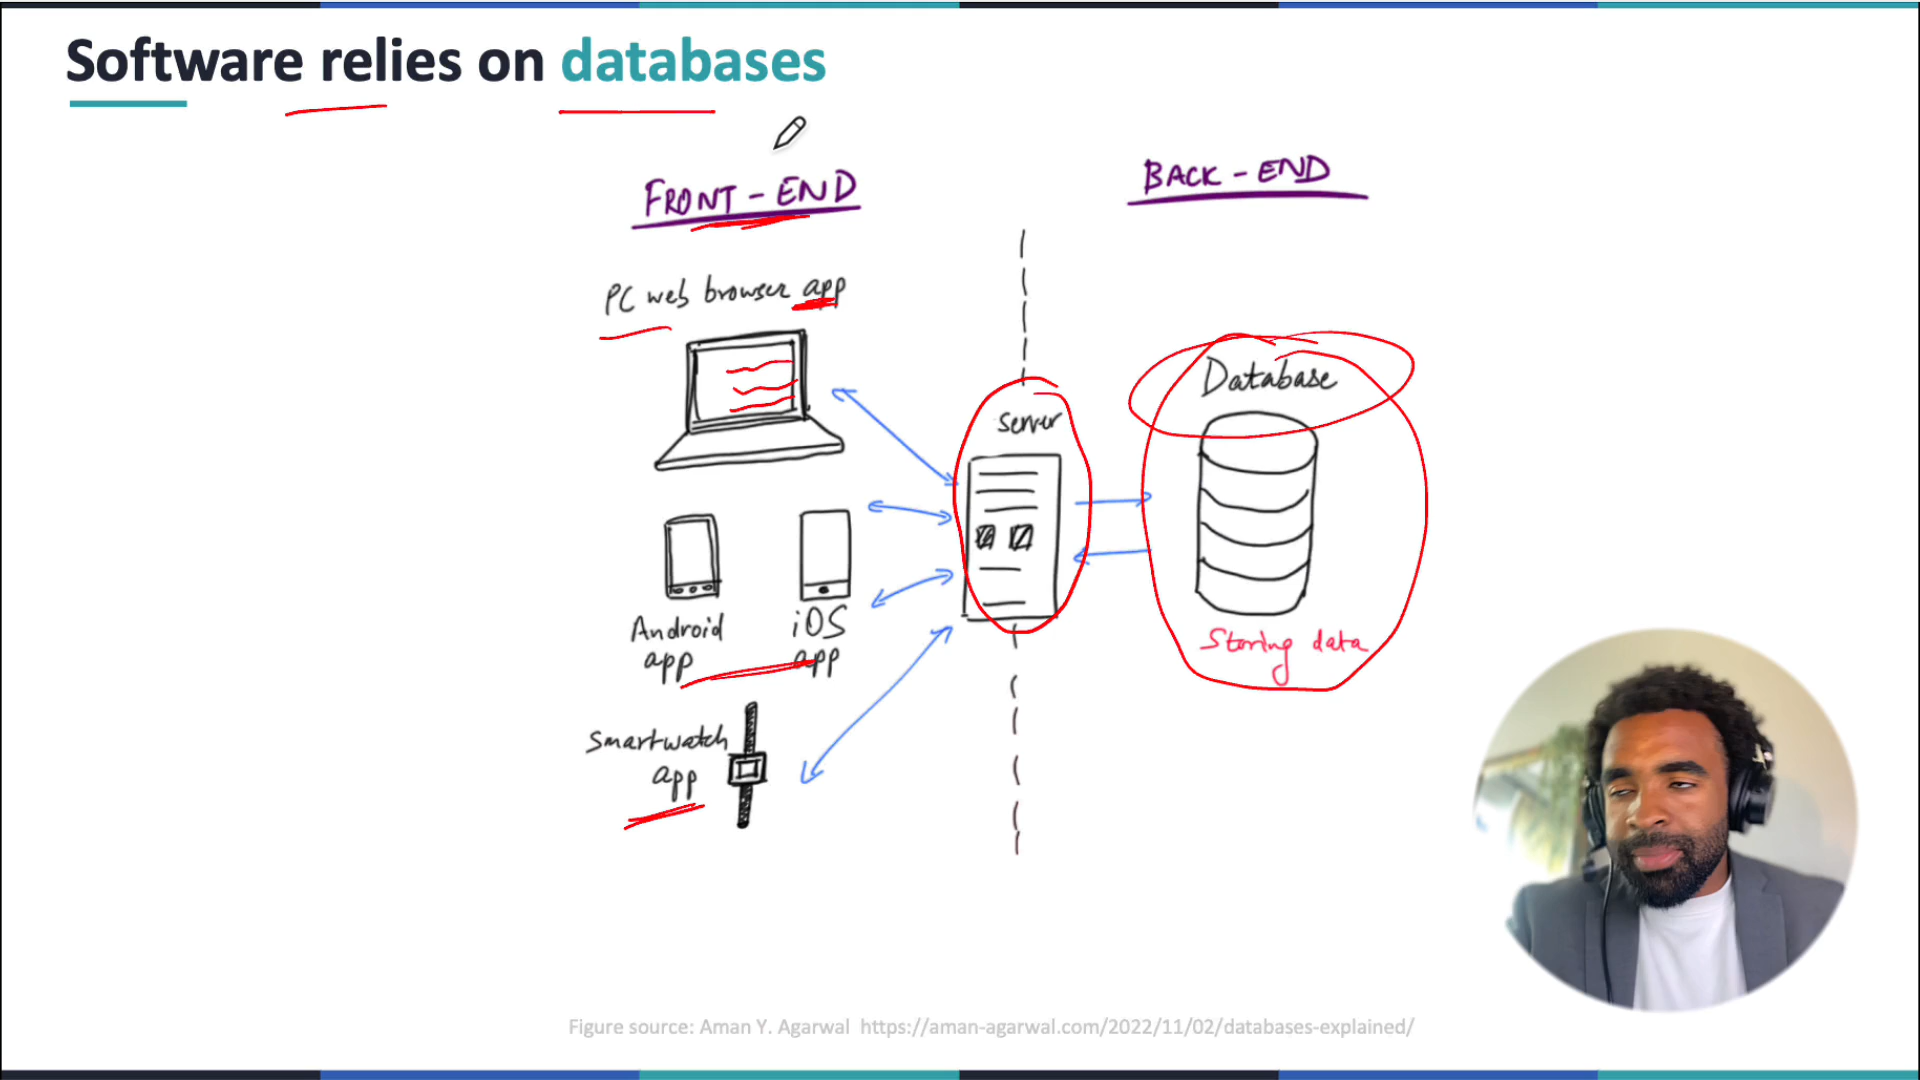 Software relies on databases
FRONT-END
BACK-END
PC web browser app
Database
Server
Android
app
iOS
app
Storing data
Smartwatch
app
Figure source: Aman Y. Agarwal https://aman-agarwal.com/2022/11/02/databases-explained/